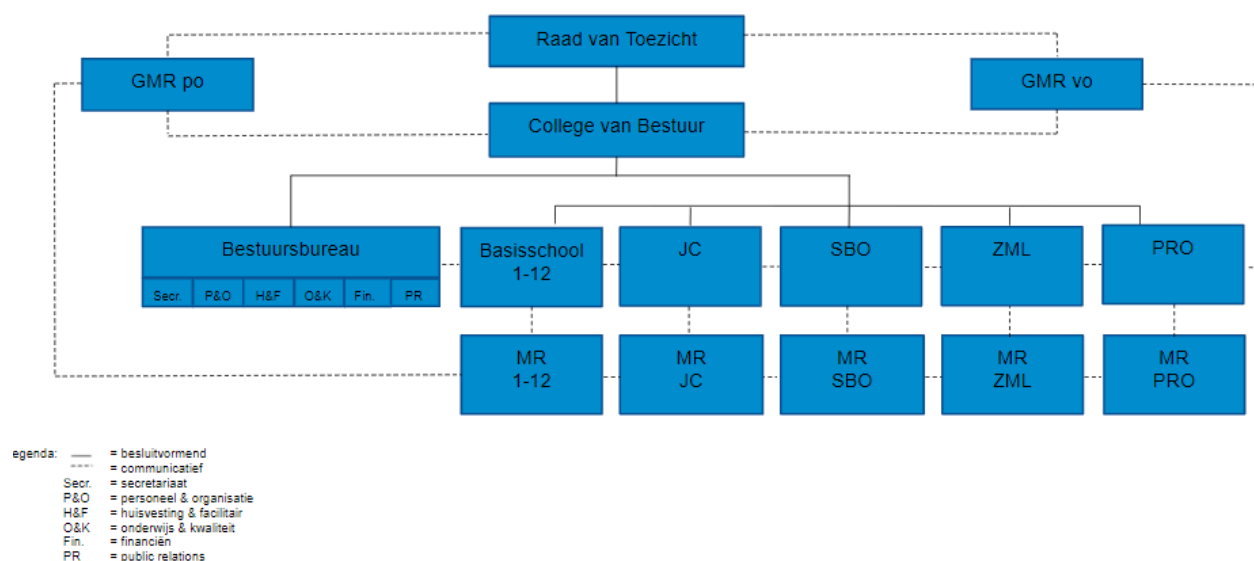 Raad van Toezicht
GMR po
GMR vo
College van Bestuur
Bestuursbureau
Secr. P&O H&F O&K Fin. PR
Basisschool
1-12
JC
SBO
ZML
PRO
MR
1-12
MR
JC
MR
SBO
MR
ZML
MR
PRO
egenda: = besluitvormend
= communicatief
Secr. = secretariaat
P&O = personeel & organisatie
H&F = huisvesting & facilitair
O&K = onderwijs & kwaliteit
Fin. = financiën
PR = public relations